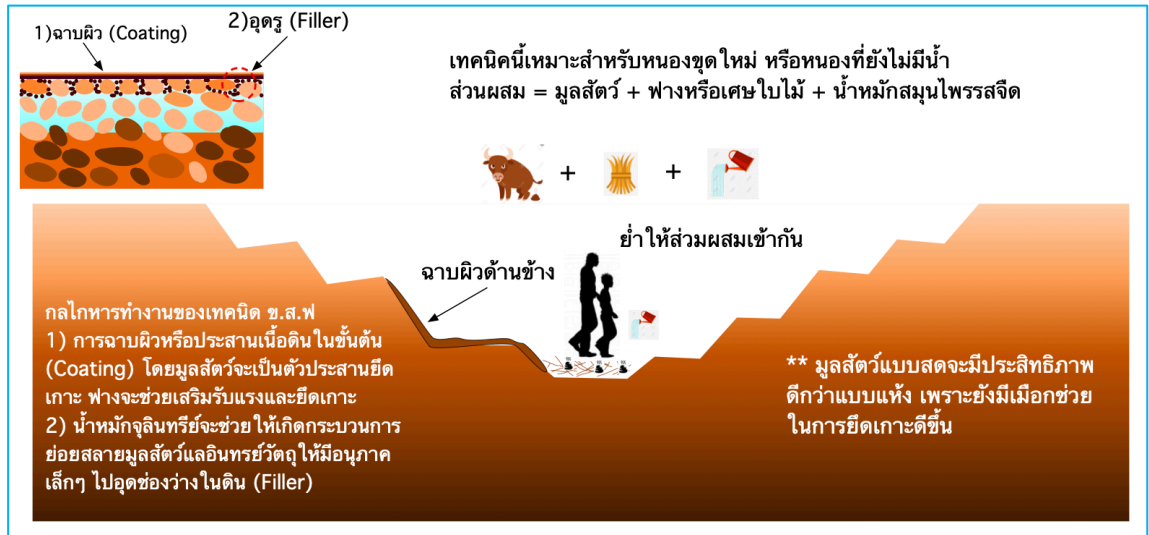 1)ฉาบผิว (Coating)
2)อุดรู (Filler)
เทคนิคนี้เหมาะสำหรับหนองขุดใหม่ หรือหนองที่ยังไม่มีน้ำ
ส่วนผสม = มูลสัตว์ + ฟางหรือเศษใบไม้ + น้ำหมักสมุนไพรรสจืด
+ +
ย่ำให้ส่วมผสมเข้ากัน
ฉาบผิวด้านข้าง
กลไกหารทำงานของเทคนิด ข.ส.ฟ
1) การฉาบผิวหรือประสานเนื้อดินในขั้นต้น
(Coating) โดยมูลสัตว์จะเป็นตัวประสานยึด
เกาะ ฟางจะช่วยเสริมรับแรงและยึดเกาะ
2) น้ำหมักจุลินทรีย์จะช่วยให้เกิดกระบวนการ
ย่อยสลายมูลสัตว์แลอินทรย์วัตถุให้มีอนุภาค
เล็กๆ ไปอุดช่องว่างในดิน (Filler)
** มูลสัตว์แบบสดจะมีประสิทธิภาพ
ดีกว่าแบบแห้ง เพราะยังมีเมือกช่วย
ในการยึดเกาะดีขึ้น